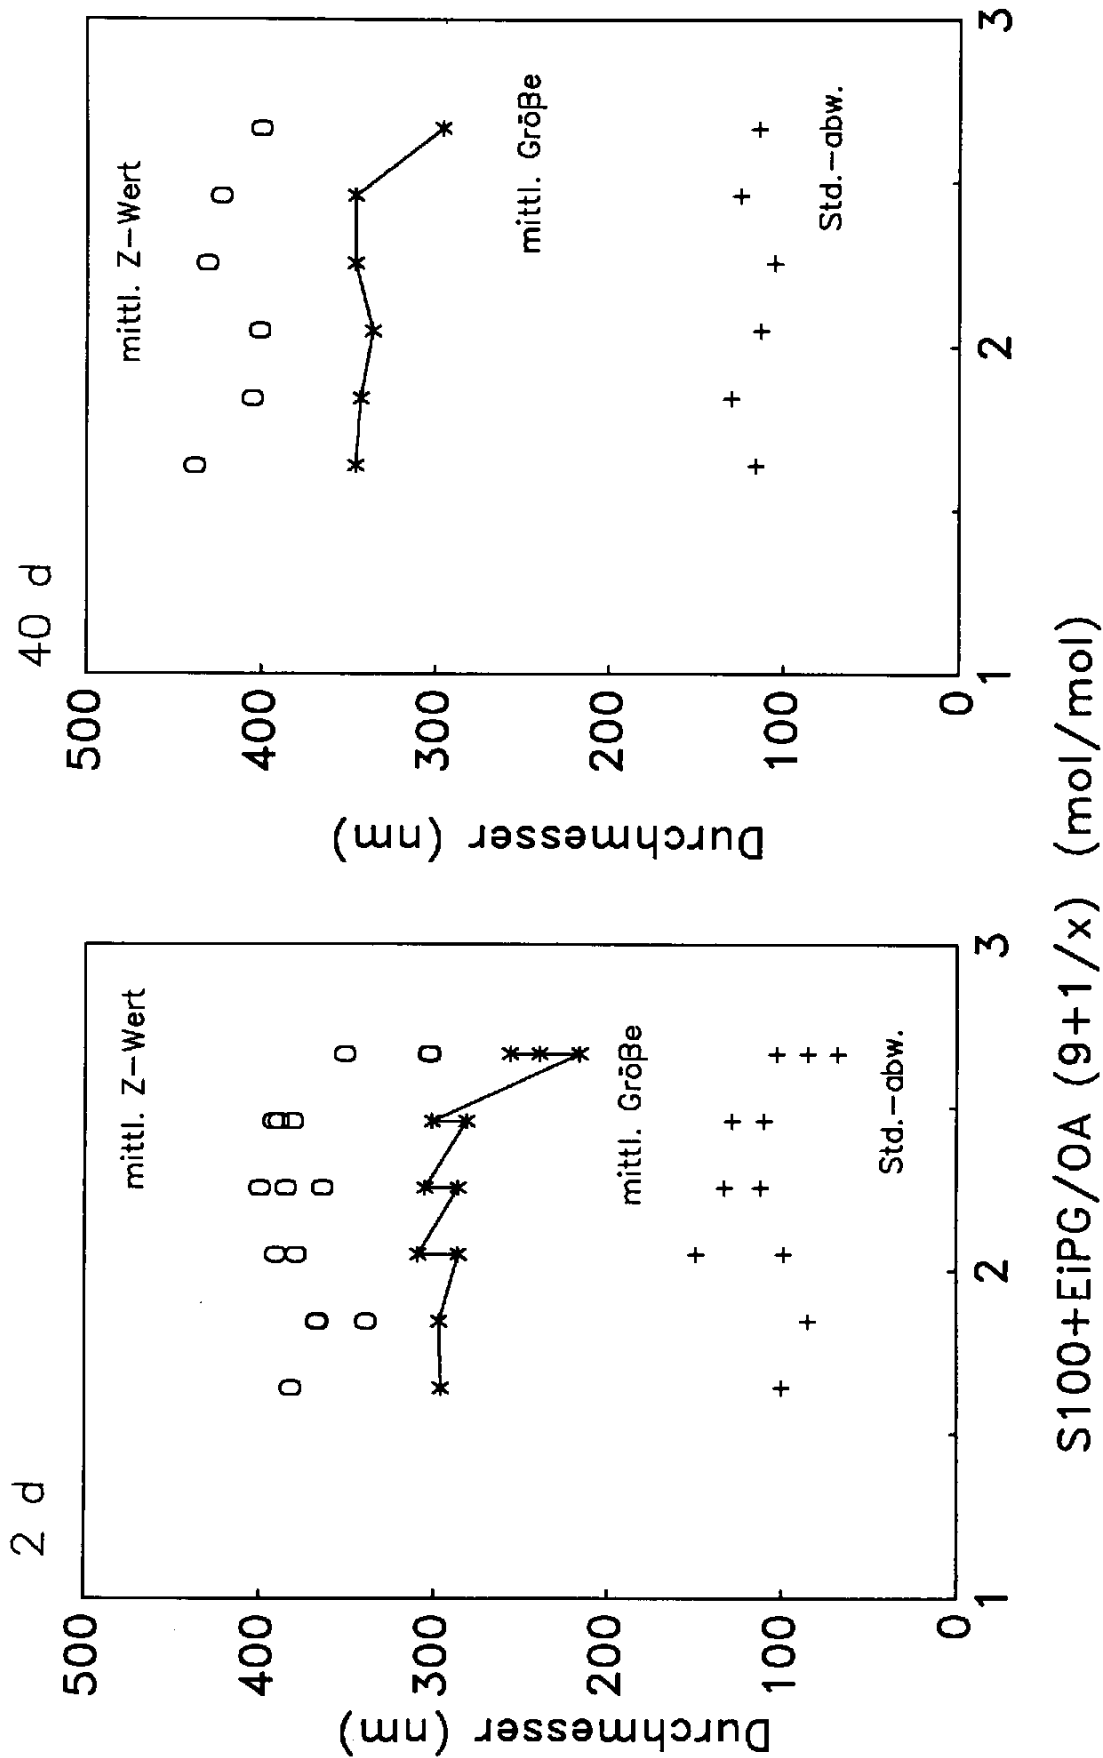 2 d
40 d
Durchmesser (nm)
500
400
300
200
100
0
1
2
3
mittl. Z-Wert
mittl. Größe
Std.-abw.
Durchmesser (nm)
500
400
300
200
100
0
1
2
3
mittl. Z-Wert
mittl. Größe
Std.-abw.
S100+EiPG/OA (9+1/x) (mol/mol)